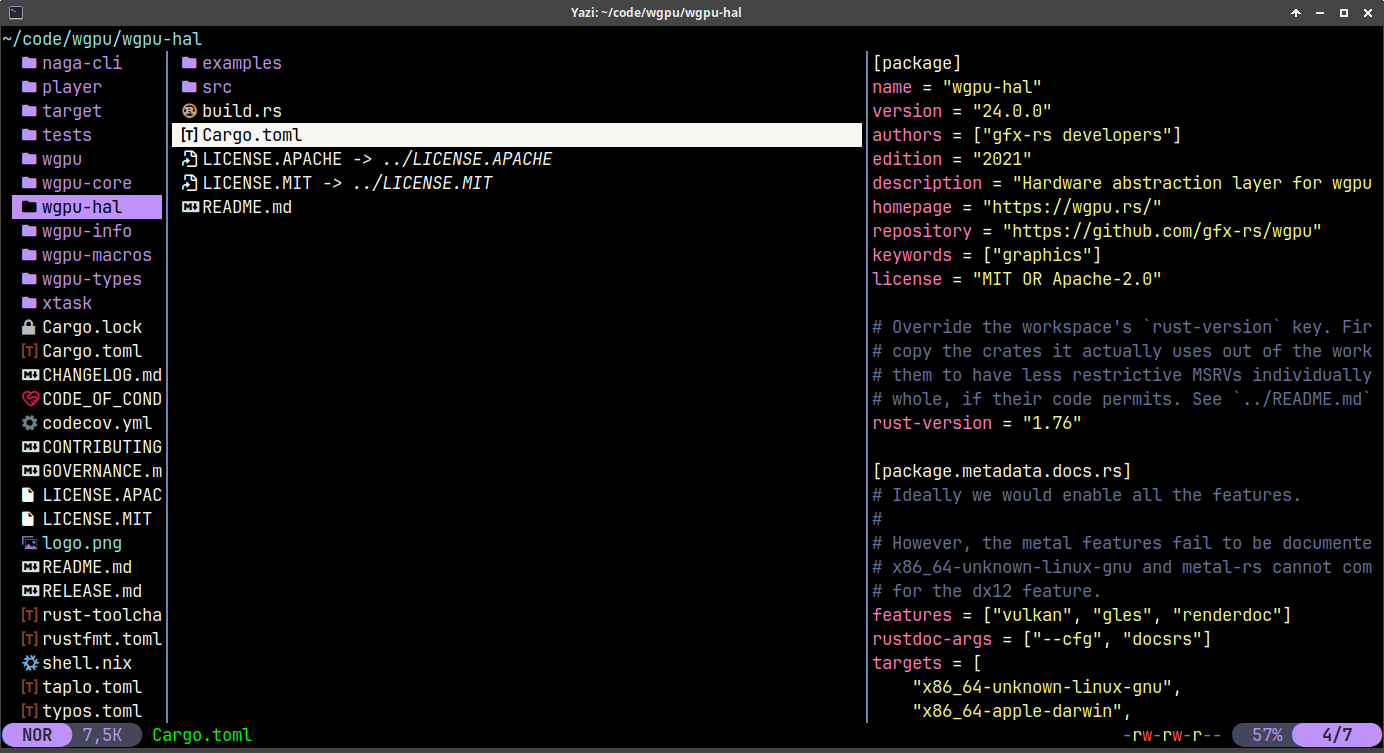 Yazi: ~/code/wgpu/wgpu-hal
~/code/wgpu/wgpu-hal
naga-cli
player
target
tests
wgpu
wgpu-core
wgpu-hal
wgpu-info
wgpu-macros
wgpu-types
xtask
Cargo.lock
[T] Cargo.toml
CHANGELOG.md
CODE_OF_COND
codecov.yml
CONTRIBUTING
GOVERNANCE.m
LICENSE.APAC
LICENSE.MIT
logo.png
README.md
RELEASE.md
[T] rust-toolcha
[T] rustfmt.toml
shell.nix
[T] taplo.toml
[T] typos.toml
examples
src
build.rs
[T] Cargo.toml
LICENSE.APACHE -> ../LICENSE.APACHE
LICENSE.MIT -> ../LICENSE.MIT
README.md
[package]
name = "wgpu-hal"
version = "24.0.0"
authors = ["gfx-rs developers"]
edition = "2021"
description = "Hardware abstraction layer for wgpu
homepage = "https://wgpu.rs/"
repository = "https://github.com/gfx-rs/wgpu"
keywords = ["graphics"]
license = "MIT OR Apache-2.0"
# Override the workspace's `rust-version` key. Fir
# copy the crates it actually uses out of the work
# them to have less restrictive MSRVs individually
# whole, if their code permits. See `../README.md`
rust-version = "1.76"
[package.metadata.docs.rs]
# Ideally we would enable all the features.
#
# However, the metal features fail to be documente
# x86_64-unknown-linux-gnu and metal-rs cannot com
# for the dx12 feature.
features = ["vulkan", "gles", "renderdoc"]
rustdoc-args = ["--cfg", "docsrs"]
targets = [
"x86_64-unknown-linux-gnu",
"x86_64-apple-darwin",
NOR 7,5K Cargo.toml -rw-rw-r-- 57% 4/7